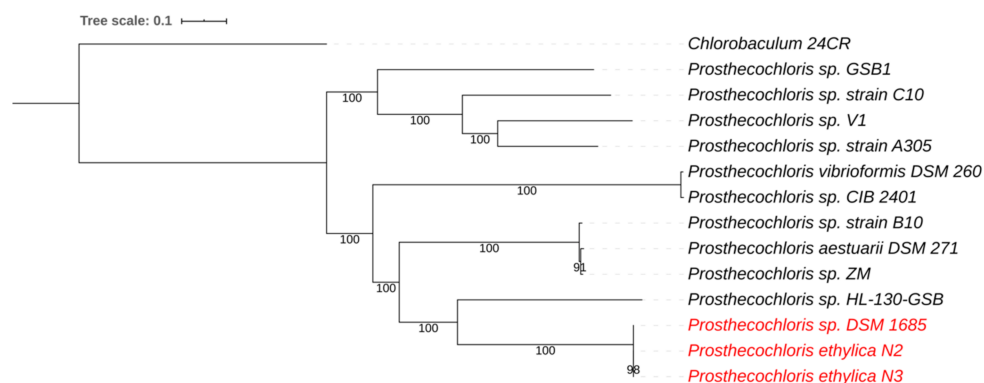 Tree scale: 0.1
Chlorobaculum 24CR
Prosthecochloris sp. GSB1
100
Prosthecochloris sp. strain C10
100
Prosthecochloris sp. V1
100
Prosthecochloris sp. strain A305
Prosthecochloris vibrioformis DSM 260
100
Prosthecochloris sp. CIB 2401
Prosthecochloris sp. strain B10
100
100
Prosthecochloris aestuarii DSM 271
91
Prosthecochloris sp. ZM
100
Prosthecochloris sp. HL-130-GSB
100
Prosthecochloris sp. DSM 1685
100
Prosthecochloris ethylica N2
98
Prosthecochloris ethylica N3